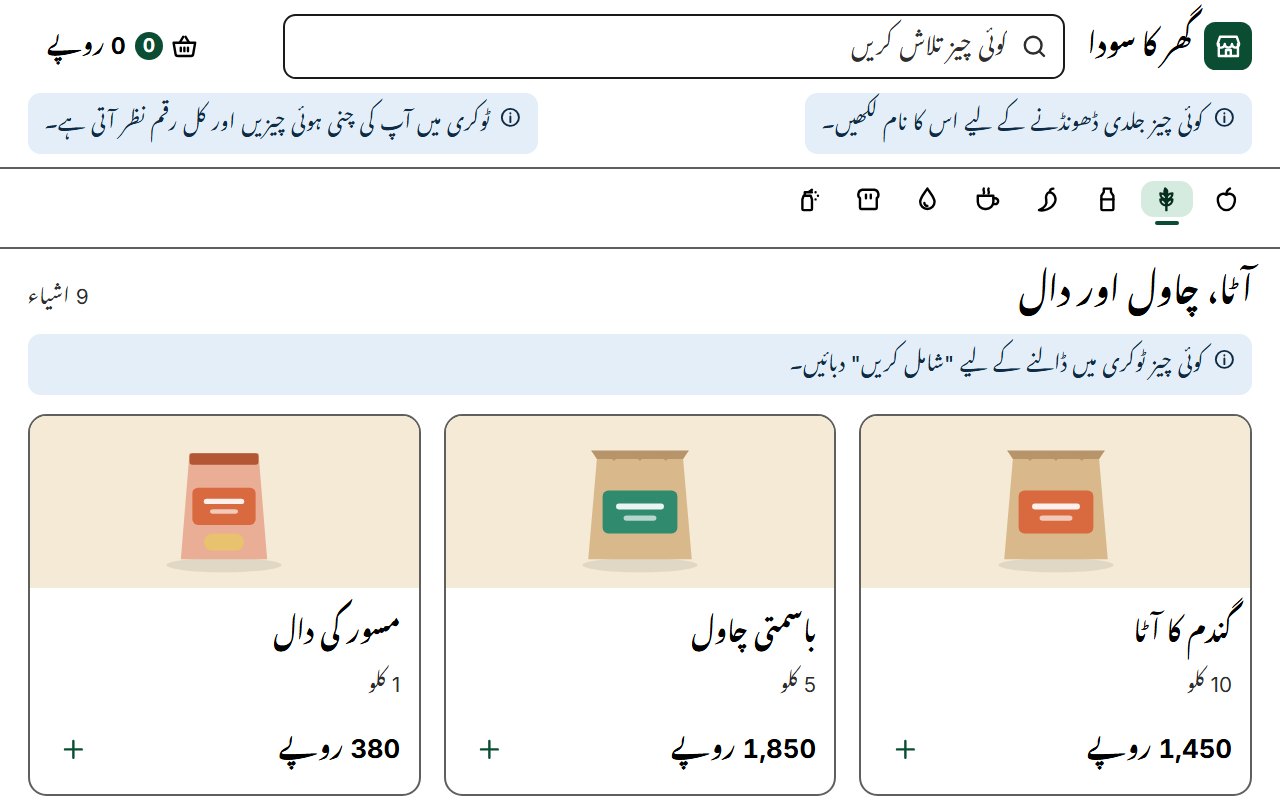 گھر کا سودا
کوئی چیز تلاش کریں
0
0 روپے
کوئی چیز جلدی ڈھونڈنے کے لیے اس کا نام لکھیں۔
ٹوکری میں آپ کی چنی ہوئی چیزیں اور کل رقم نظر آتی ہے۔
آٹا، چاول اور دال
9 اشیاء
کوئی چیز ٹوکری میں ڈالنے کے لیے "شامل کریں" دبائیں۔
گندم کا آٹا
10 کلو
1,450 روپے
باسمتی چاول
5 کلو
1,850 روپے
مسور کی دال
1 کلو
380 روپے